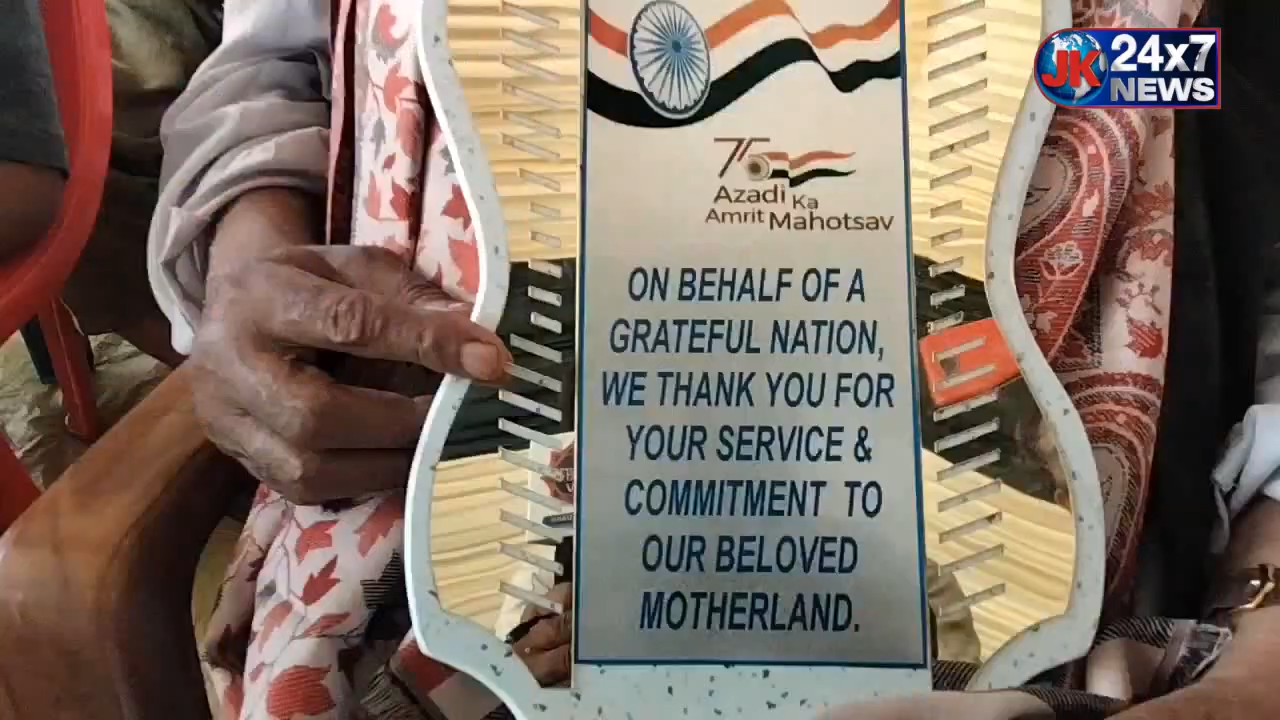 JK 24x7
NEWS
75
Azadi Ka
Amrit Mahotsav
ON BEHALF OF A
GRATEFUL NATION,
WE THANK YOU FOR
YOUR SERVICE &
COMMITMENT TO
OUR BELOVED
MOTHERLAND.